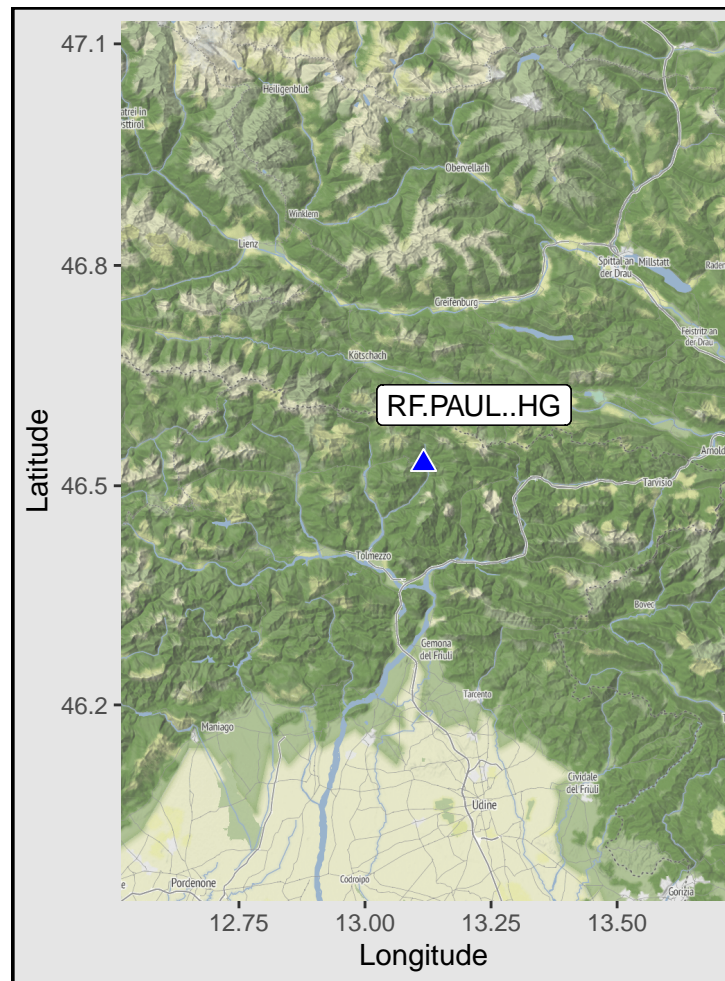 47.1
Heiligenblut
Obervellach
Winklern
Lienz
46.8
Spittal an
der Drau
Millstatt
Greifenburg
Feistritz an
der Drau
Kötschach
RF.PAUL..HG
Latitude
46.5
Tarvisio
Tolmezzo
Bovec
Gemona
del Friuli
Tarcento
46.2
Maniago
Cividale
del Friuli
Udine
Pordenone
Codroipo
Gorizia
12.75
13.00
13.25
13.50
Longitude